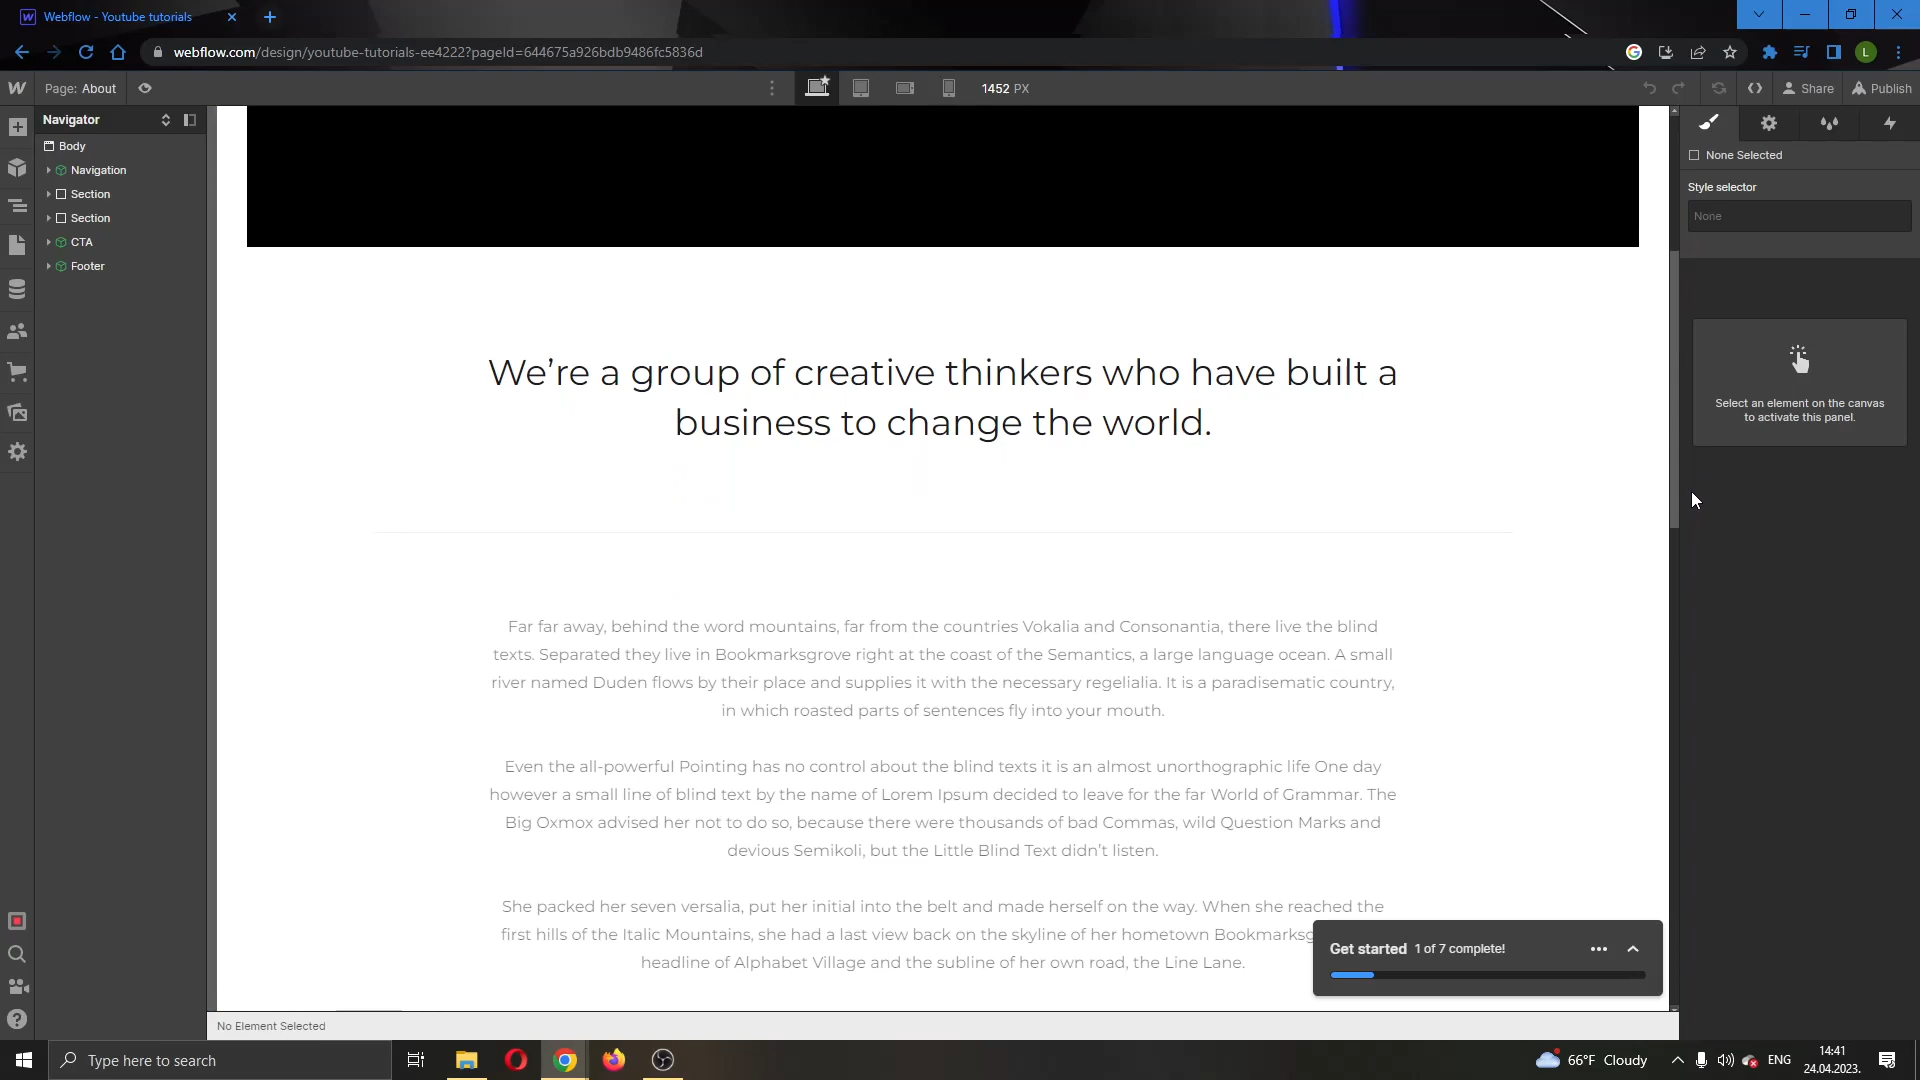 Webflow - Youtube tutorials
webflow.com/design/youtube-tutorials-ee4222?pageId=644675a926bdb9486fc5836d
L
Page: About
1452 PX
Share
Publish
Navigator
Body
Navigation
Section
Section
CTA
Footer
None Selected
Style selector
None
Select an element on the canvas
to activate this panel.
We’re a group of creative thinkers who have built a
business to change the world.
Far far away, behind the word mountains, far from the countries Vokalia and Consonantia, there live the blind
texts. Separated they live in Bookmarksgrove right at the coast of the Semantics, a large language ocean. A small
river named Duden flows by their place and supplies it with the necessary regelialia. It is a paradisematic country,
in which roasted parts of sentences fly into your mouth.
Even the all-powerful Pointing has no control about the blind texts it is an almost unorthographic life One day
however a small line of blind text by the name of Lorem Ipsum decided to leave for the far World of Grammar. The
Big Oxmox advised her not to do so, because there were thousands of bad Commas, wild Question Marks and
devious Semikoli, but the Little Blind Text didn’t listen.
She packed her seven versalia, put her initial into the belt and made herself on the way. When she reached the
first hills of the Italic Mountains, she had a last view back on the skyline of her hometown Bookmarksg
headline of Alphabet Village and the subline of her own road, the Line Lane.
Get started 1 of 7 complete!
No Element Selected
Type here to search
66°F Cloudy
ENG
14:41
24.04.2023.